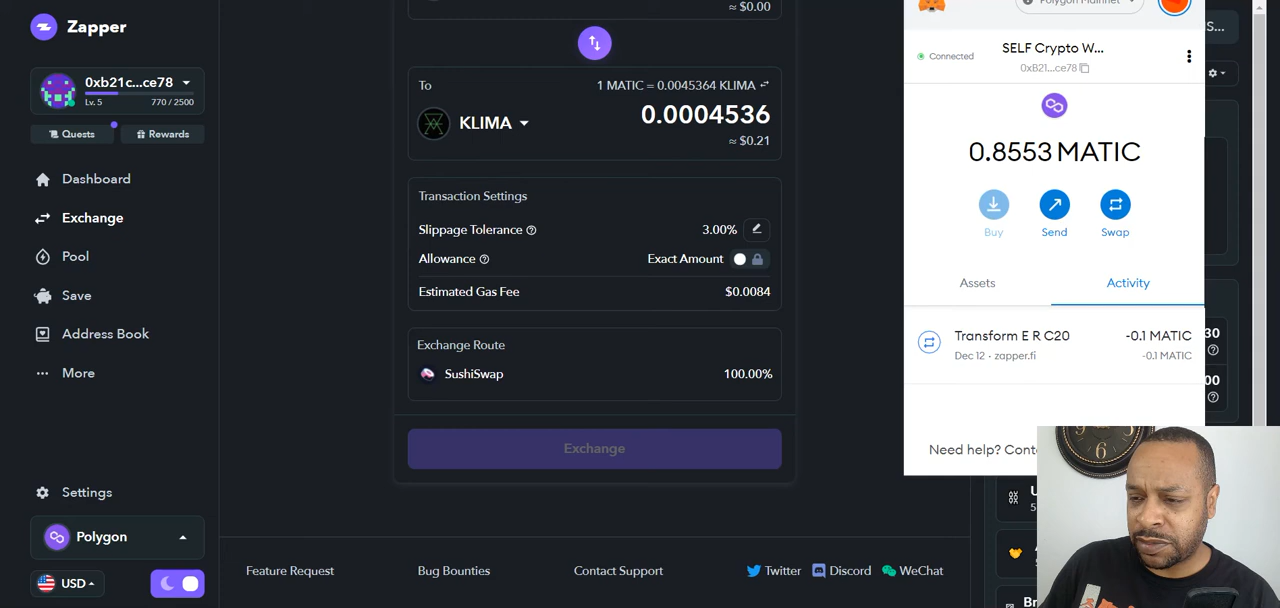 Zapper
0xb21c...ce78
Lv. 5 770 / 2500
Quests Rewards
Dashboard
Exchange
Pool
Save
Address Book
More
Settings
Polygon
USD
≈ $0.00
To 1 MATIC = 0.0045364 KLIMA
KLIMA 0.0004536
≈ $0.21
Transaction Settings
Slippage Tolerance 3.00%
Allowance Exact Amount
Estimated Gas Fee $0.0084
Exchange Route
SushiSwap 100.00%
Exchange
Feature Request Bug Bounties Contact Support Twitter Discord WeChat
Polygon Mainnet
Connected SELF Crypto W...
0xB21...ce78
0.8553 MATIC
Buy Send Swap
Assets Activity
Transform E R C20 -0.1 MATIC
Dec 12 · zapper.fi -0.1 MATIC
Need help?
S...
30
00